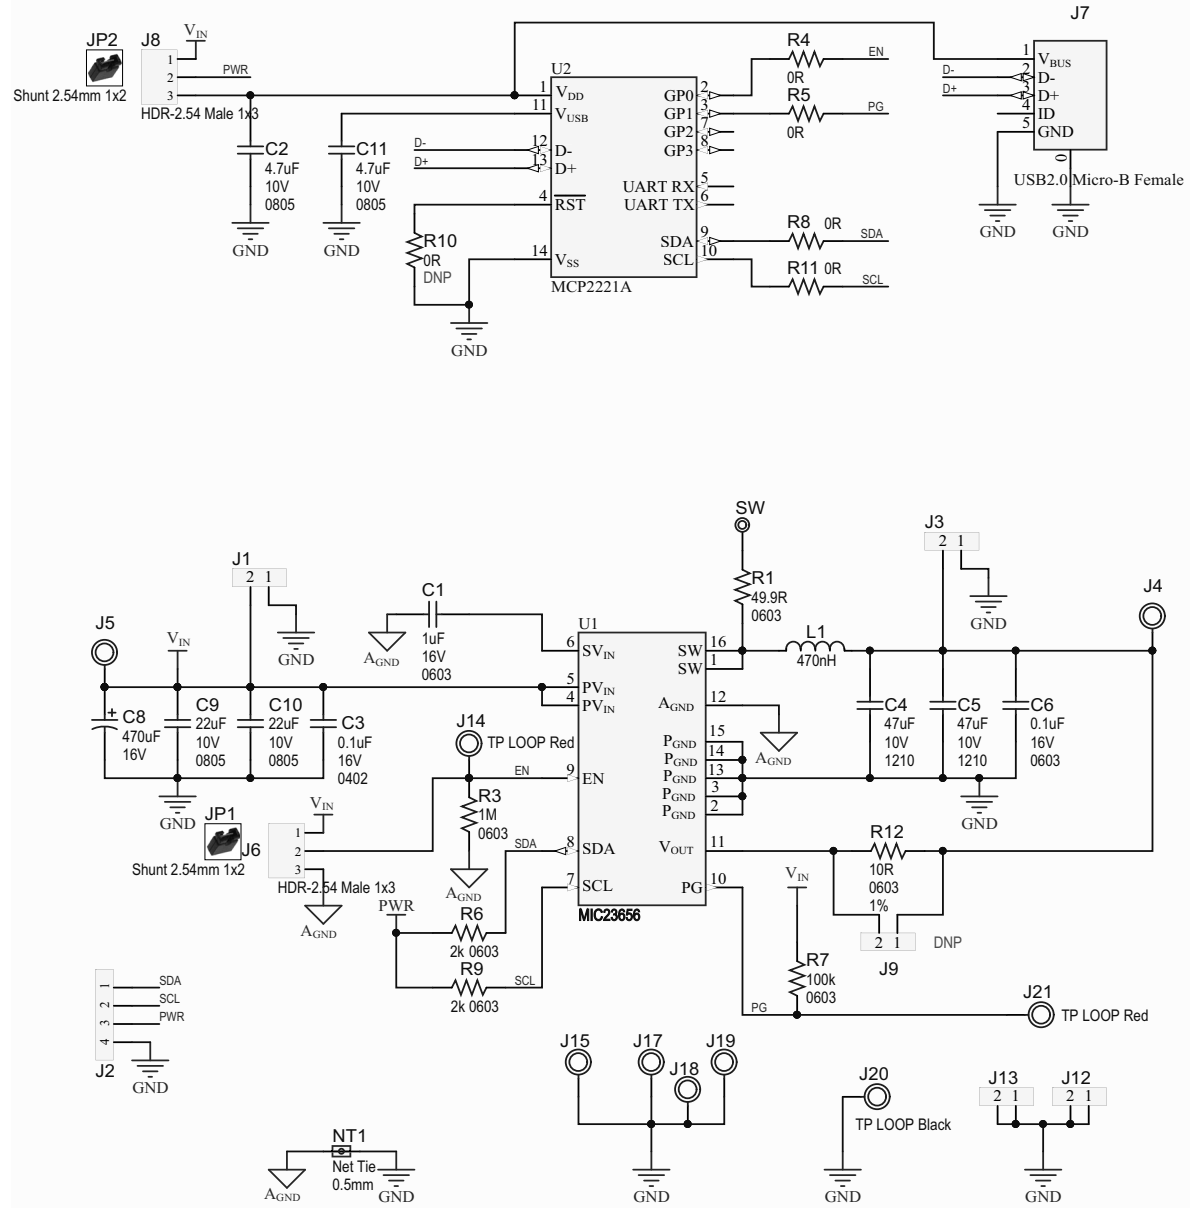 J7
JP2
Shunt 2.54mm 1x2
J8
VIN
1
2
3
PWR
HDR-2.54 Male 1x3
C2
4.7uF
10V
0805
GND
C11
4.7uF
10V
0805
GND
U2
1 VDD
11 VUSB
D- 12 D-
D+ 13 D+
4 RST
14 VSS
GP0 2
GP1 3
GP2 7
GP3 8
UART RX 5
UART TX 6
SDA 9
SCL 10
MCP2221A
R10
0R
DNP
GND
R4
0R
EN
R5
0R
PG
R8 0R
SDA
R11 0R
SCL
1 VBUS
D- 2 D-
D+ 3 D+
4 ID
5 GND
0
USB2.0 Micro-B Female
GND
GND
SW
R1
49.9R
0603
J3
2 1
GND
J4
J1
2 1
GND
J5
VIN
C8
470uF
16V
C9
22uF
10V
0805
C10
22uF
10V
0805
C3
0.1uF
16V
0402
GND
C1
1uF
16V
0603
AGND
U1
6 SVIN
5 PVIN
4 PVIN
9 EN
8 SDA
7 SCL
SW 16
SW 1
AGND 12
PGND 15
PGND 14
PGND 13
PGND 3
PGND 2
VOUT 11
PG 10
MIC23656
L1
470nH
AGND
C4
47uF
10V
1210
C5
47uF
10V
1210
C6
0.1uF
16V
0603
GND
J14
TP LOOP Red
EN
R3
1M
0603
AGND
JP1
Shunt 2.54mm 1x2
J6
VIN
1
2
3
HDR-2.54 Male 1x3
AGND
SDA
PWR
R6
2k 0603
R9
2k 0603
SCL
R12
10R
0603
1%
2 1
J9
DNP
VIN
R7
100k
0603
PG
J21
TP LOOP Red
1 SDA
2 SCL
3 PWR
4
J2
GND
J15
J17
J18
J19
GND
J20
TP LOOP Black
GND
J13
2 1
J12
2 1
GND
NT1
Net Tie
0.5mm
AGND
GND